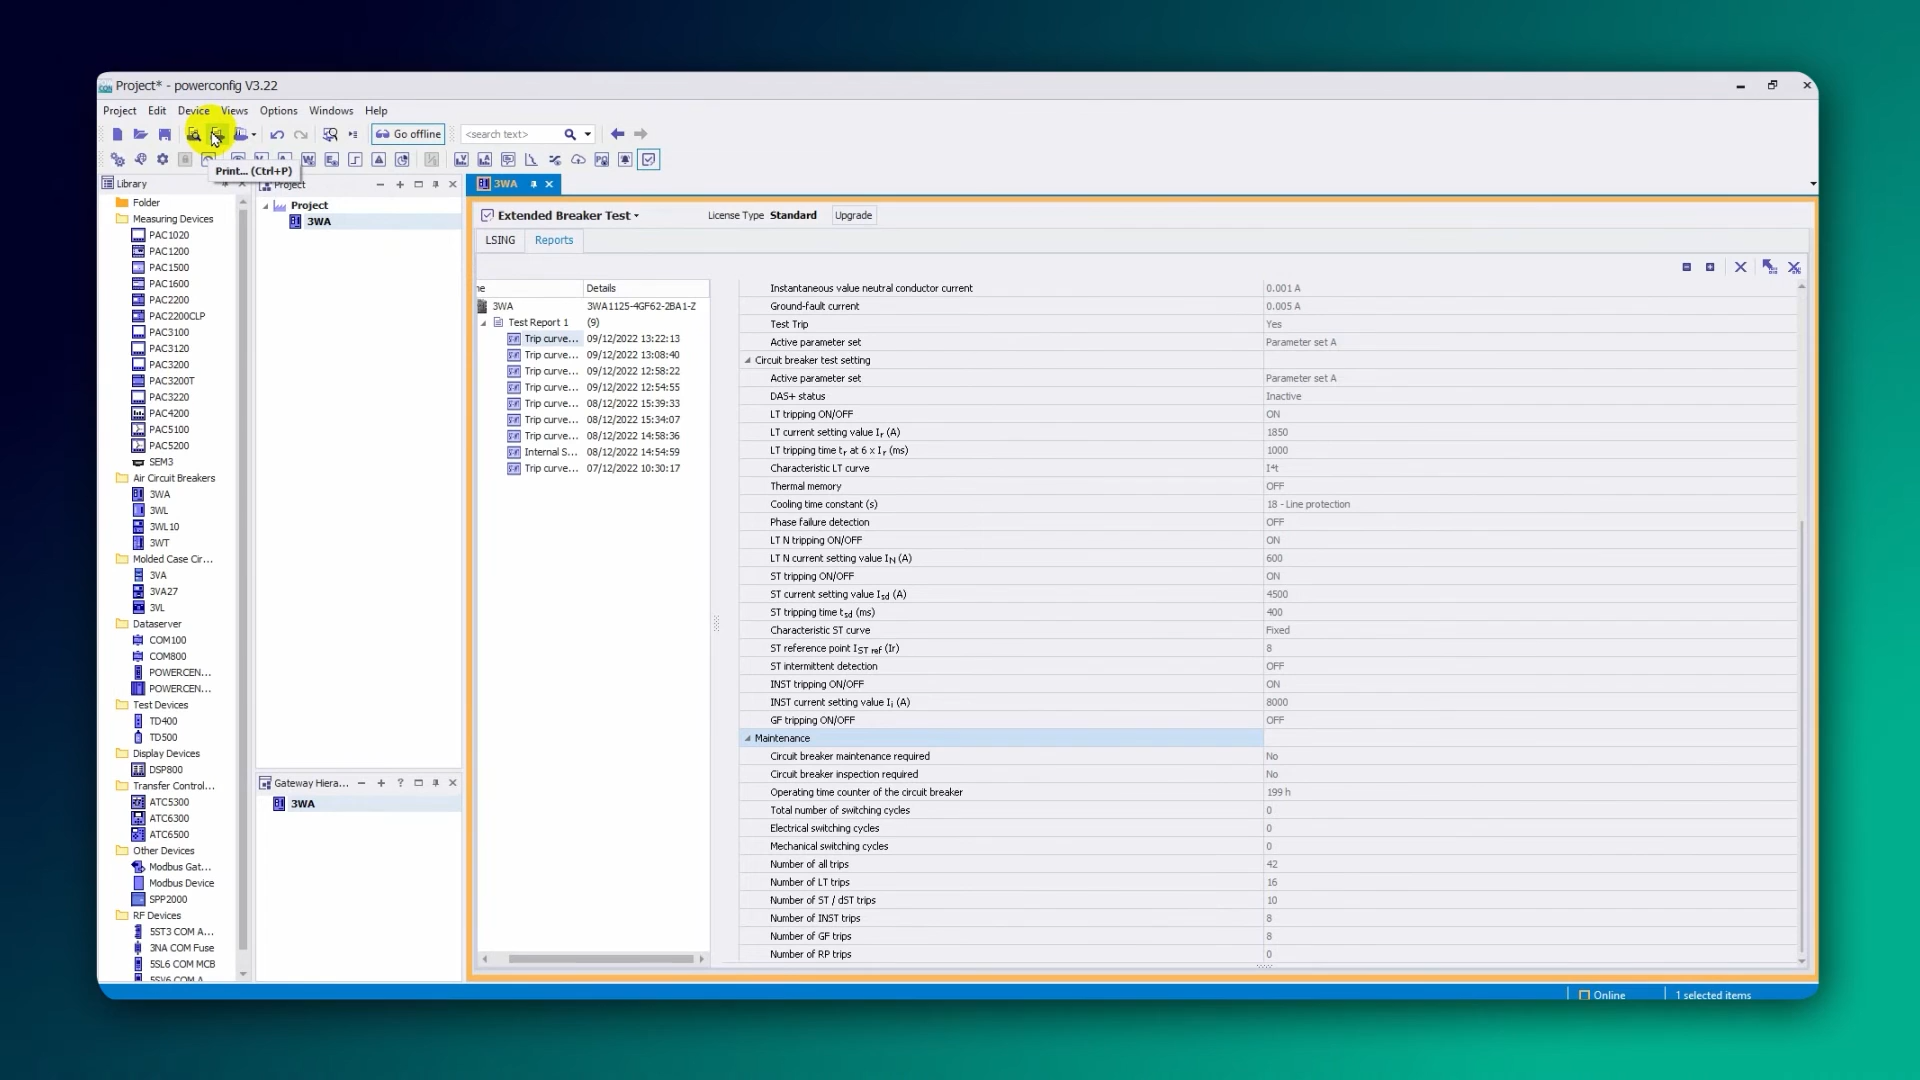 Project* - powerconfig V3.22
Project Edit Device Views Options Windows Help
Go offline
<search text>
Print... (Ctrl+P)
Library
Folder
Measuring Devices
PAC1020
PAC1200
PAC1500
PAC1600
PAC2200
PAC2200CLP
PAC3100
PAC3120
PAC3200
PAC3200T
PAC3220
PAC4200
PAC5100
PAC5200
SEM3
Air Circuit Breakers
3WA
3WL
3WL10
3WT
Molded Case Cir...
3VA
3VA27
3VL
Dataserver
COM100
COM800
POWERCEN...
POWERCEN...
Test Devices
TD400
TD500
Display Devices
DSP800
Transfer Control...
ATC5300
ATC6300
ATC6500
Other Devices
Modbus Gat...
Modbus Device
SPP2000
RF Devices
5ST3 COM A...
3NA COM Fuse
5SL6 COM MCB
5SV6 COM A...
Project
Project
3WA
Gateway Hiera...
3WA
3WA
Extended Breaker Test
License Type Standard Upgrade
LSING Reports
Details
3WA 3WA1125-4GF62-2BA1-Z
Test Report 1 (9)
Trip curve... 09/12/2022 13:22:13
Trip curve... 09/12/2022 13:08:40
Trip curve... 09/12/2022 12:58:22
Trip curve... 09/12/2022 12:54:55
Trip curve... 08/12/2022 15:39:33
Trip curve... 08/12/2022 15:34:07
Trip curve... 08/12/2022 14:58:36
Internal S... 08/12/2022 14:54:59
Trip curve... 07/12/2022 10:30:17
Instantaneous value neutral conductor current 0.001 A
Ground-fault current 0.005 A
Test Trip Yes
Active parameter set Parameter set A
Circuit breaker test setting
Active parameter set Parameter set A
DAS+ status Inactive
LT tripping ON/OFF ON
LT current setting value Ir (A) 1850
LT tripping time tr at 6 x Ir (ms) 1000
Characteristic LT curve I⁴t
Thermal memory OFF
Cooling time constant (s) 18 - Line protection
Phase failure detection OFF
LT N tripping ON/OFF ON
LT N current setting value IN (A) 600
ST tripping ON/OFF ON
ST current setting value Isd (A) 4500
ST tripping time tsd (ms) 400
Characteristic ST curve Fixed
ST reference point IST ref (Ir) 8
ST intermittent detection OFF
INST tripping ON/OFF ON
INST current setting value Ii (A) 8000
GF tripping ON/OFF OFF
Maintenance
Circuit breaker maintenance required No
Circuit breaker inspection required No
Operating time counter of the circuit breaker 199 h
Total number of switching cycles 0
Electrical switching cycles 0
Mechanical switching cycles 0
Number of all trips 42
Number of LT trips 16
Number of ST / dST trips 10
Number of INST trips 8
Number of GF trips 8
Number of RP trips 0
Online
1 selected items